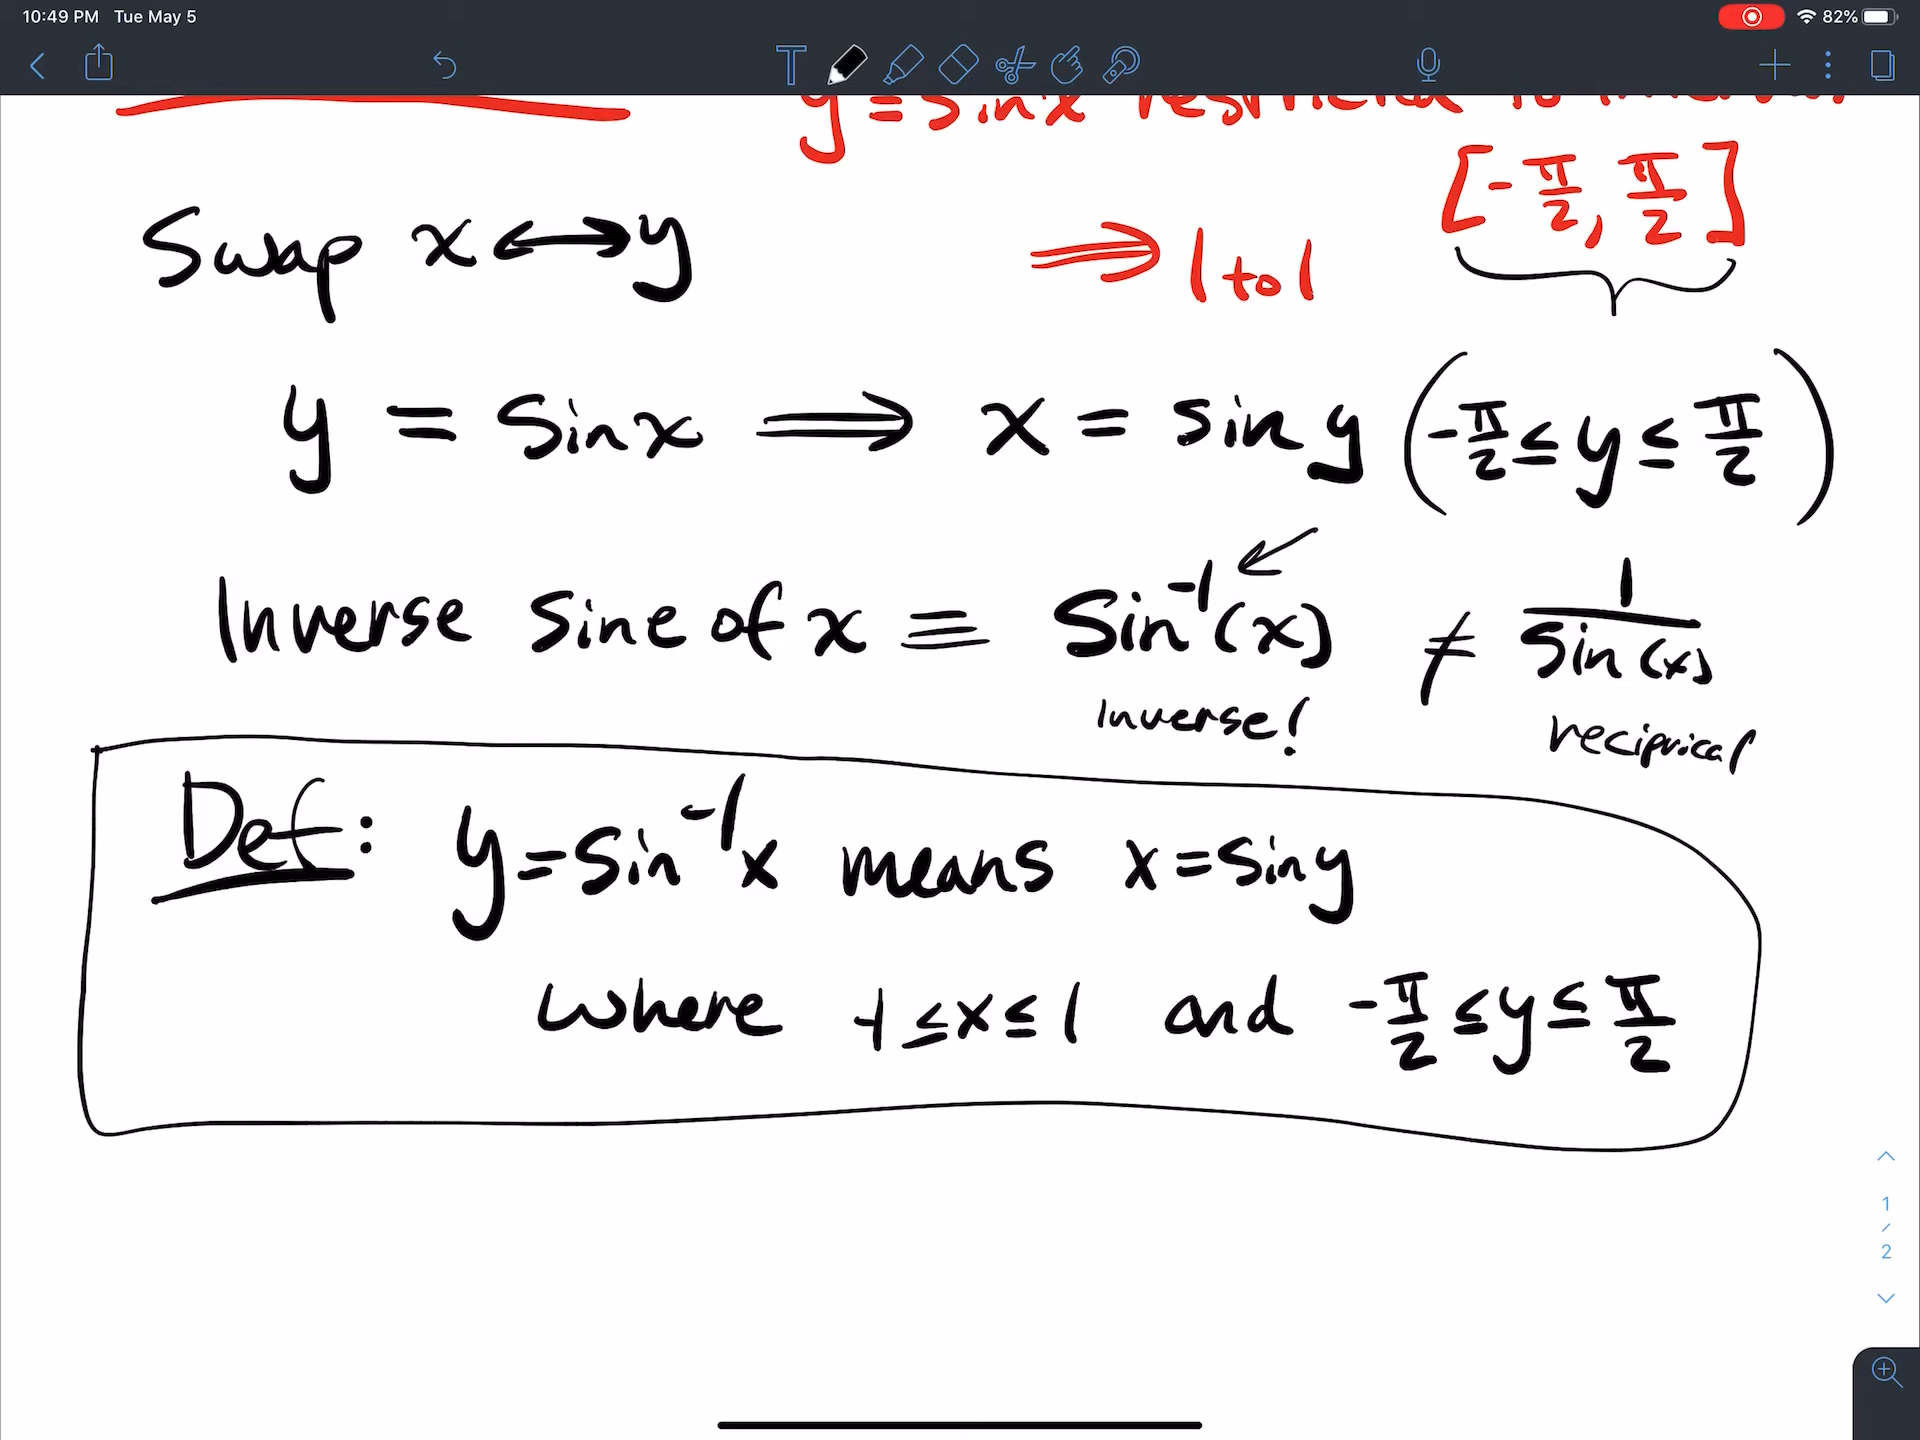 10:49 PM Tue May 5
82%
T
y = sin x restricted to interval
[-π/2, π/2]
Swap x ⟷ y
⟹ 1 to 1
y = sin x ⟹ x = sin y (-π/2 ≤ y ≤ π/2)
Inverse sine of x ≡ sin⁻¹(x) ≠ 1/sin(x)
inverse! reciprical
Def: y = sin⁻¹x means x = sin y
where -1 ≤ x ≤ 1 and -π/2 ≤ y ≤ π/2
1
/
2